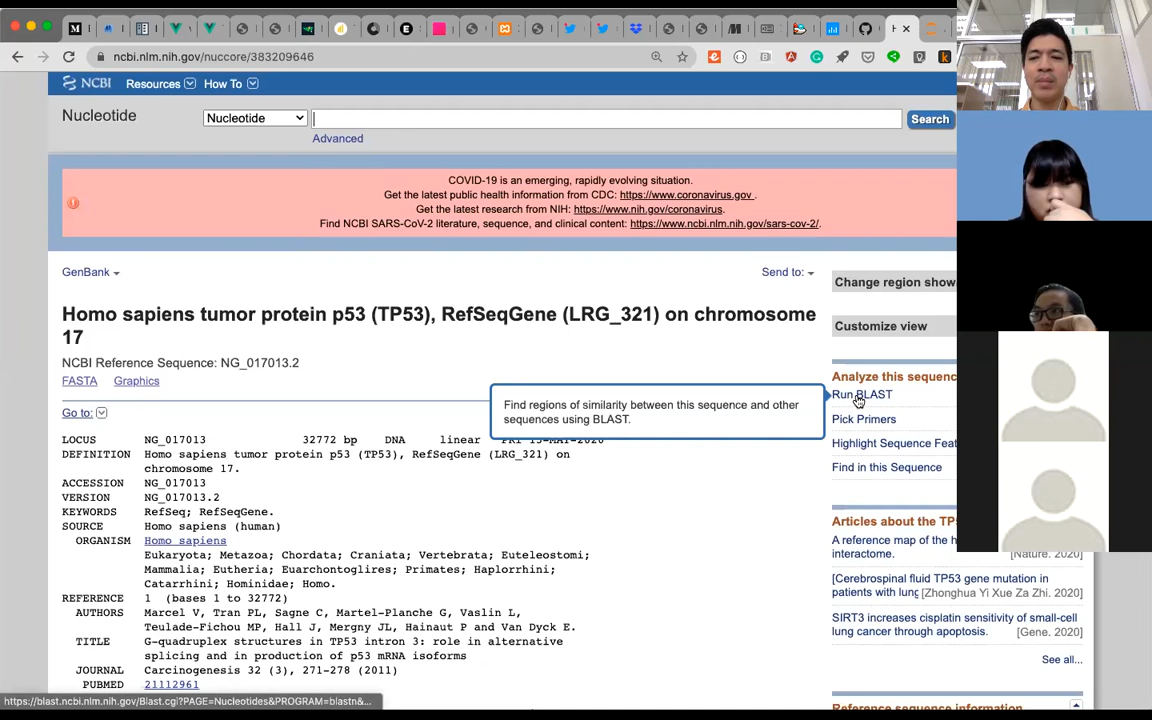 ncbi.nlm.nih.gov/nuccore/383209646
NCBI Resources How To
Nucleotide
Nucleotide
Search
Advanced
COVID-19 is an emerging, rapidly evolving situation.
Get the latest public health information from CDC: https://www.coronavirus.gov .
Get the latest research from NIH: https://www.nih.gov/coronavirus.
Find NCBI SARS-CoV-2 literature, sequence, and clinical content: https://www.ncbi.nlm.nih.gov/sars-cov-2/.
GenBank
Send to:
Homo sapiens tumor protein p53 (TP53), RefSeqGene (LRG_321) on chromosome
17
NCBI Reference Sequence: NG_017013.2
FASTA Graphics
Go to:
Find regions of similarity between this sequence and other
sequences using BLAST.
LOCUS NG_017013 32772 bp DNA linear
DEFINITION Homo sapiens tumor protein p53 (TP53), RefSeqGene (LRG_321) on
chromosome 17.
ACCESSION NG_017013
VERSION NG_017013.2
KEYWORDS RefSeq; RefSeqGene.
SOURCE Homo sapiens (human)
ORGANISM Homo sapiens
Eukaryota; Metazoa; Chordata; Craniata; Vertebrata; Euteleostomi;
Mammalia; Eutheria; Euarchontoglires; Primates; Haplorrhini;
Catarrhini; Hominidae; Homo.
REFERENCE 1 (bases 1 to 32772)
AUTHORS Marcel V, Tran PL, Sagne C, Martel-Planche G, Vaslin L,
Teulade-Fichou MP, Hall J, Mergny JL, Hainaut P and Van Dyck E.
TITLE G-quadruplex structures in TP53 intron 3: role in alternative
splicing and in production of p53 mRNA isoforms
JOURNAL Carcinogenesis 32 (3), 271-278 (2011)
PUBMED 21112961
https://blast.ncbi.nlm.nih.gov/Blast.cgi?PAGE=Nucleotides&PROGRAM=blastn&...
Change region show
Customize view
Analyze this sequenc
Run BLAST
Pick Primers
Highlight Sequence Feat
Find in this Sequence
Articles about the TP
A reference map of the h
interactome. [Nature. 2020]
[Cerebrospinal fluid TP53 gene mutation in
patients with lung [Zhonghua Yi Xue Za Zhi. 2020]
SIRT3 increases cisplatin sensitivity of small-cell
lung cancer through apoptosis. [Gene. 2020]
See all...
Reference sequence information